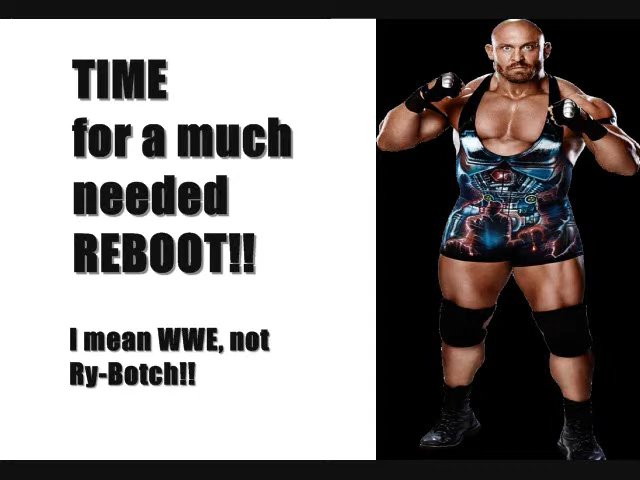 TIME
for a much
needed
REBOOT!!
I mean WWE, not
Ry-Botch!!